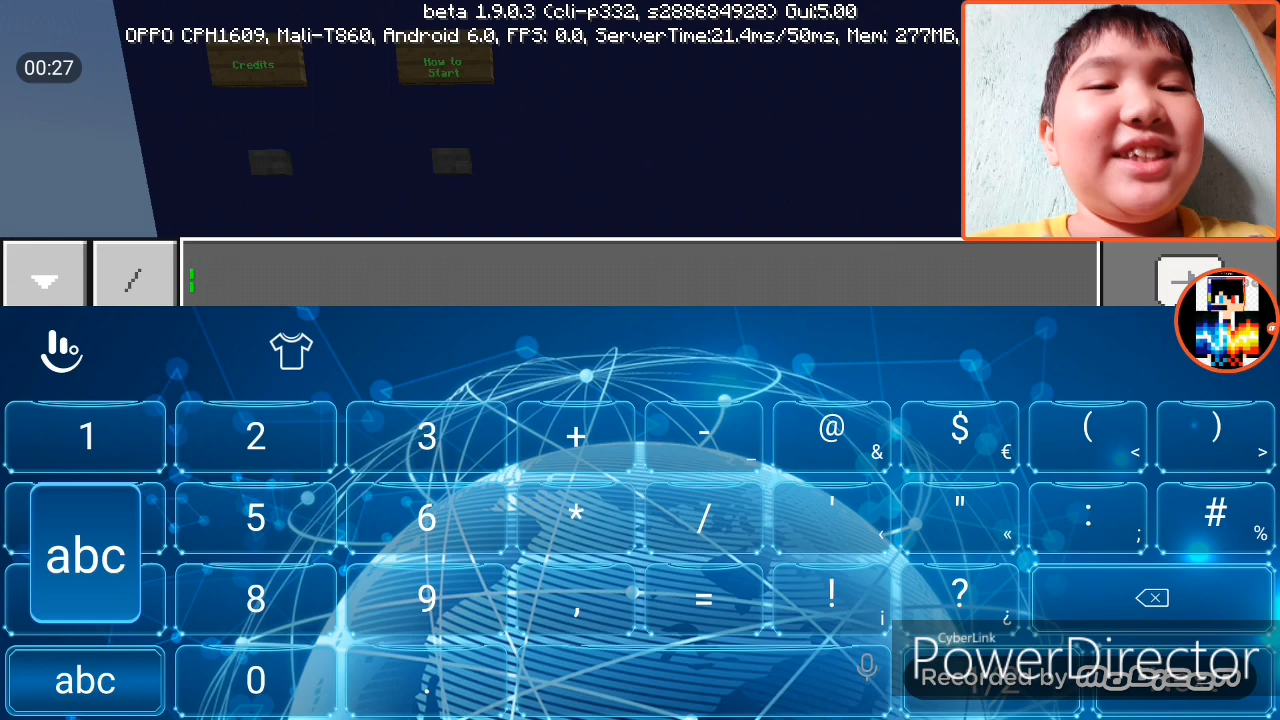 beta 1.9.0.3 (cli-p332, s288684928) Gui:5.00
OPPO CPH1609, Mali-T860, Android 6.0, FPS: 0.0, ServerTime:21.4ms/50ms, Mem: 277MB,
00:27
Credits
How to
Start
/
1 2 3 + - _ @ & $ € ( < ) >
abc 5 6 * / ' ‹ " « : ; # %
8 9 , = ! ¡ ? ¿
abc 0 .
CyberLink
PowerDirector
Recorded by